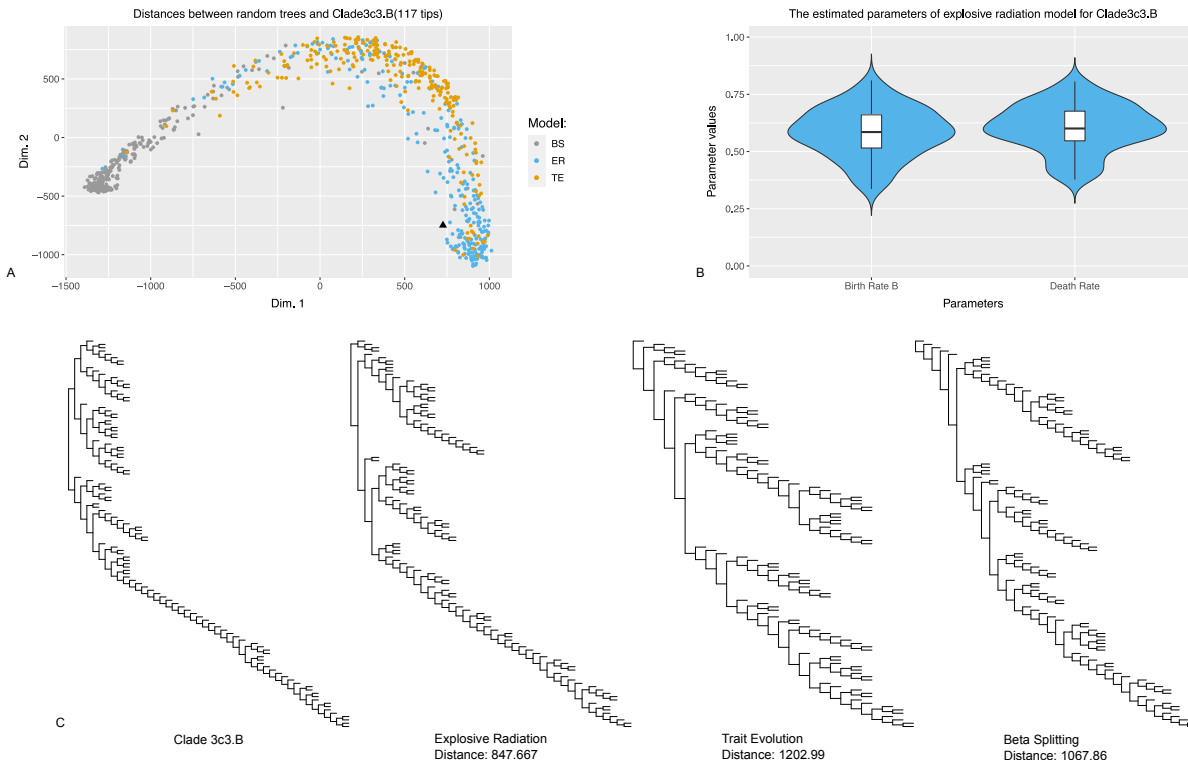 Distances between random trees and Clade3c3.B(117 tips)
500
0
−500
−1000
Dim. 2
−1500
−1000
−500
0
500
1000
Dim. 1
A
Model:
BS
ER
TE
The estimated parameters of explosive radiation model for Clade3c3.B
1.00
0.75
0.50
0.25
0.00
Parameter values
Birth Rate B
Death Rate
Parameters
B
C
Clade 3c3.B
Explosive Radiation
Distance: 847.667
Trait Evolution
Distance: 1202.99
Beta Splitting
Distance: 1067.86